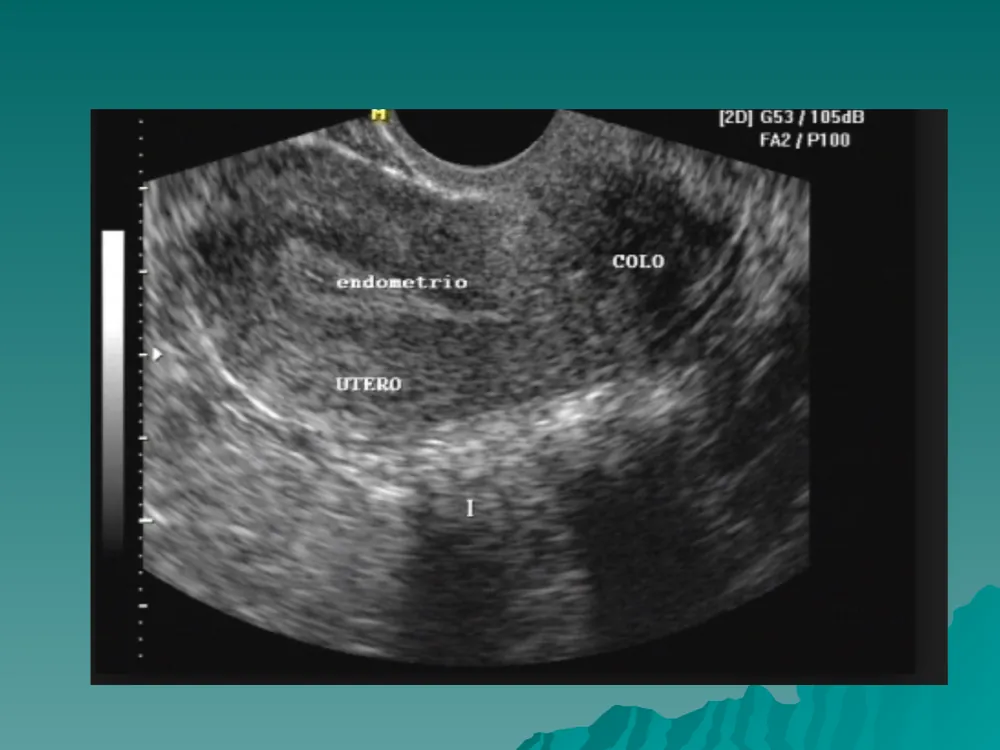 M
[2D] G53 / 105dB
FA2 / P100
COLO
endometrio
UTERO